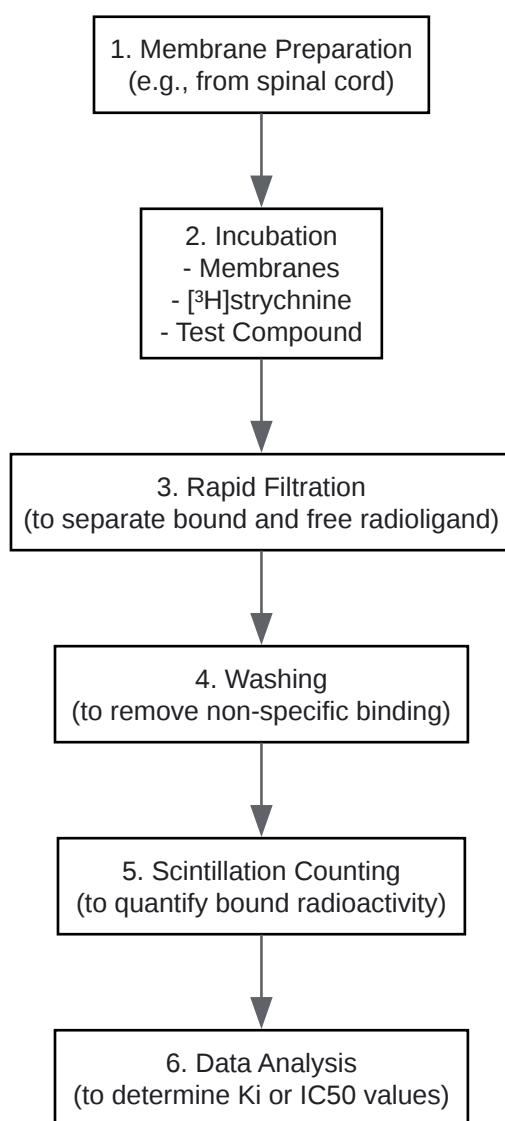 1. Membrane Preparation
(e.g., from spinal cord)
2. Incubation
- Membranes
- [³H]strychnine
- Test Compound
3. Rapid Filtration
(to separate bound and free radioligand)
4. Washing
(to remove non-specific binding)
5. Scintillation Counting
(to quantify bound radioactivity)
6. Data Analysis
(to determine Ki or IC50 values)